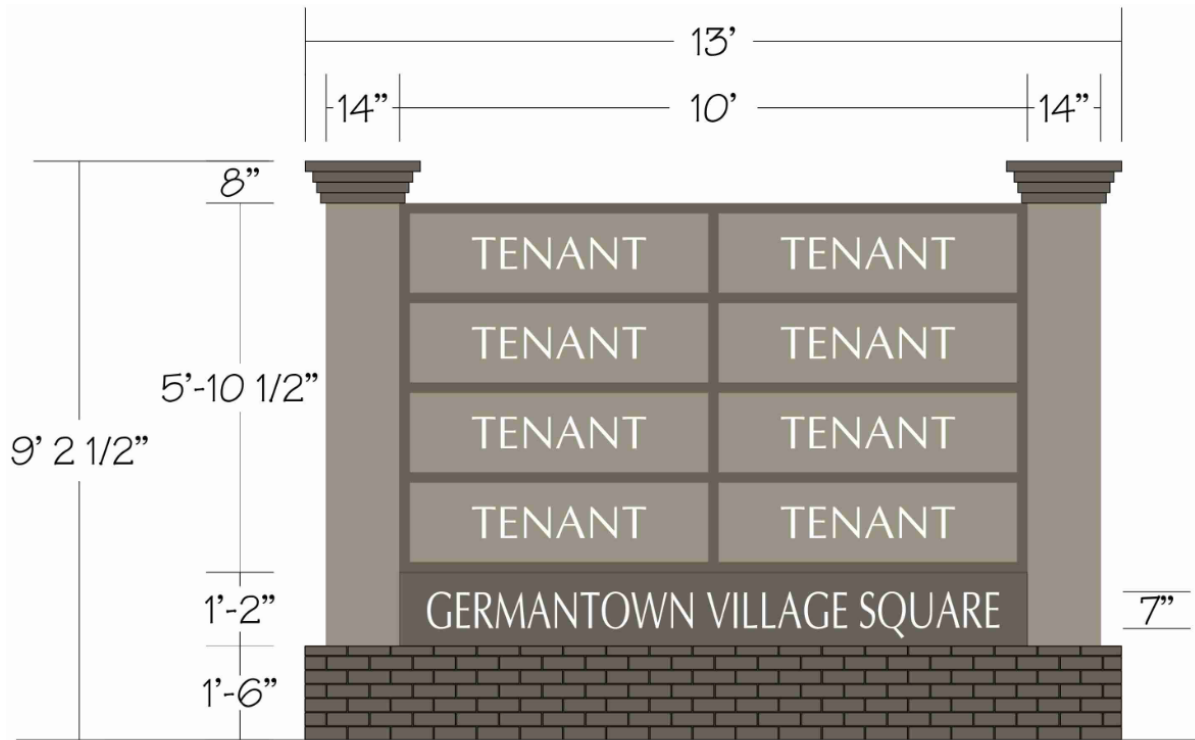 13’
14” 10’ 14”
8”
TENANT TENANT
TENANT TENANT
5’-10 1/2”
TENANT TENANT
9’ 2 1/2”
TENANT TENANT
1’-2” GERMANTOWN VILLAGE SQUARE 7”
1’-6”